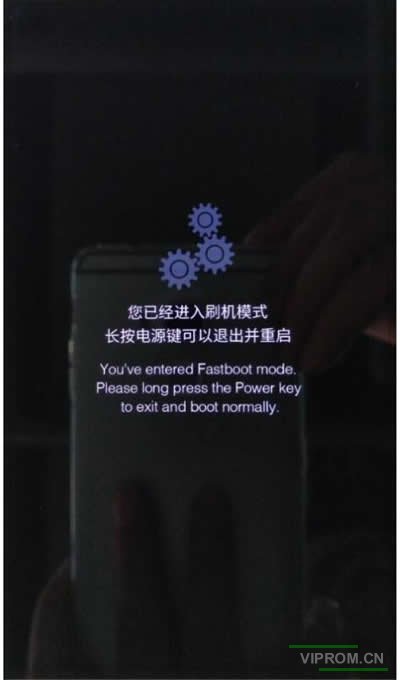 您已经进入刷机模式
长按电源键可以退出并重启
You've entered Fastboot mode.
Please long press the Power key
to exit and boot normally.
VIPROM.CN